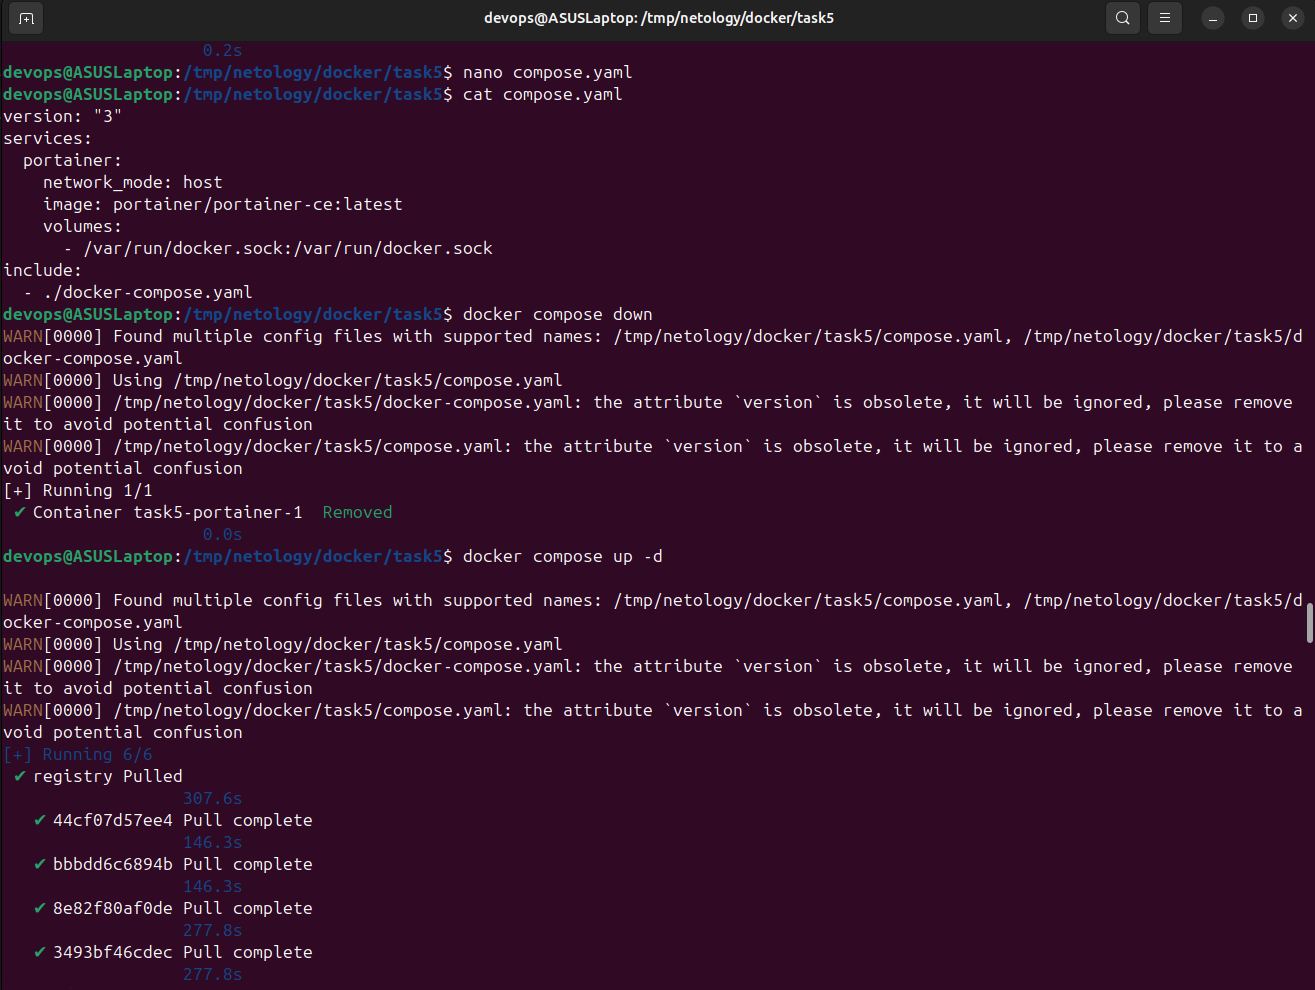 devops@ASUSLaptop: /tmp/netology/docker/task5
0.2s
devops@ASUSLaptop:/tmp/netology/docker/task5$ nano compose.yaml
devops@ASUSLaptop:/tmp/netology/docker/task5$ cat compose.yaml
version: "3"
services:
  portainer:
    network_mode: host
    image: portainer/portainer-ce:latest
    volumes:
      - /var/run/docker.sock:/var/run/docker.sock
include:
  - ./docker-compose.yaml
devops@ASUSLaptop:/tmp/netology/docker/task5$ docker compose down
WARN[0000] Found multiple config files with supported names: /tmp/netology/docker/task5/compose.yaml, /tmp/netology/docker/task5/d
ocker-compose.yaml
WARN[0000] Using /tmp/netology/docker/task5/compose.yaml
WARN[0000] /tmp/netology/docker/task5/docker-compose.yaml: the attribute `version` is obsolete, it will be ignored, please remove
it to avoid potential confusion
WARN[0000] /tmp/netology/docker/task5/compose.yaml: the attribute `version` is obsolete, it will be ignored, please remove it to a
void potential confusion
[+] Running 1/1
 ✔ Container task5-portainer-1  Removed
0.0s
devops@ASUSLaptop:/tmp/netology/docker/task5$ docker compose up -d
WARN[0000] Found multiple config files with supported names: /tmp/netology/docker/task5/compose.yaml, /tmp/netology/docker/task5/d
ocker-compose.yaml
WARN[0000] Using /tmp/netology/docker/task5/compose.yaml
WARN[0000] /tmp/netology/docker/task5/docker-compose.yaml: the attribute `version` is obsolete, it will be ignored, please remove
it to avoid potential confusion
WARN[0000] /tmp/netology/docker/task5/compose.yaml: the attribute `version` is obsolete, it will be ignored, please remove it to a
void potential confusion
[+] Running 6/6
 ✔ registry Pulled
307.6s
   ✔ 44cf07d57ee4 Pull complete
146.3s
   ✔ bbbdd6c6894b Pull complete
146.3s
   ✔ 8e82f80af0de Pull complete
277.8s
   ✔ 3493bf46cdec Pull complete
277.8s